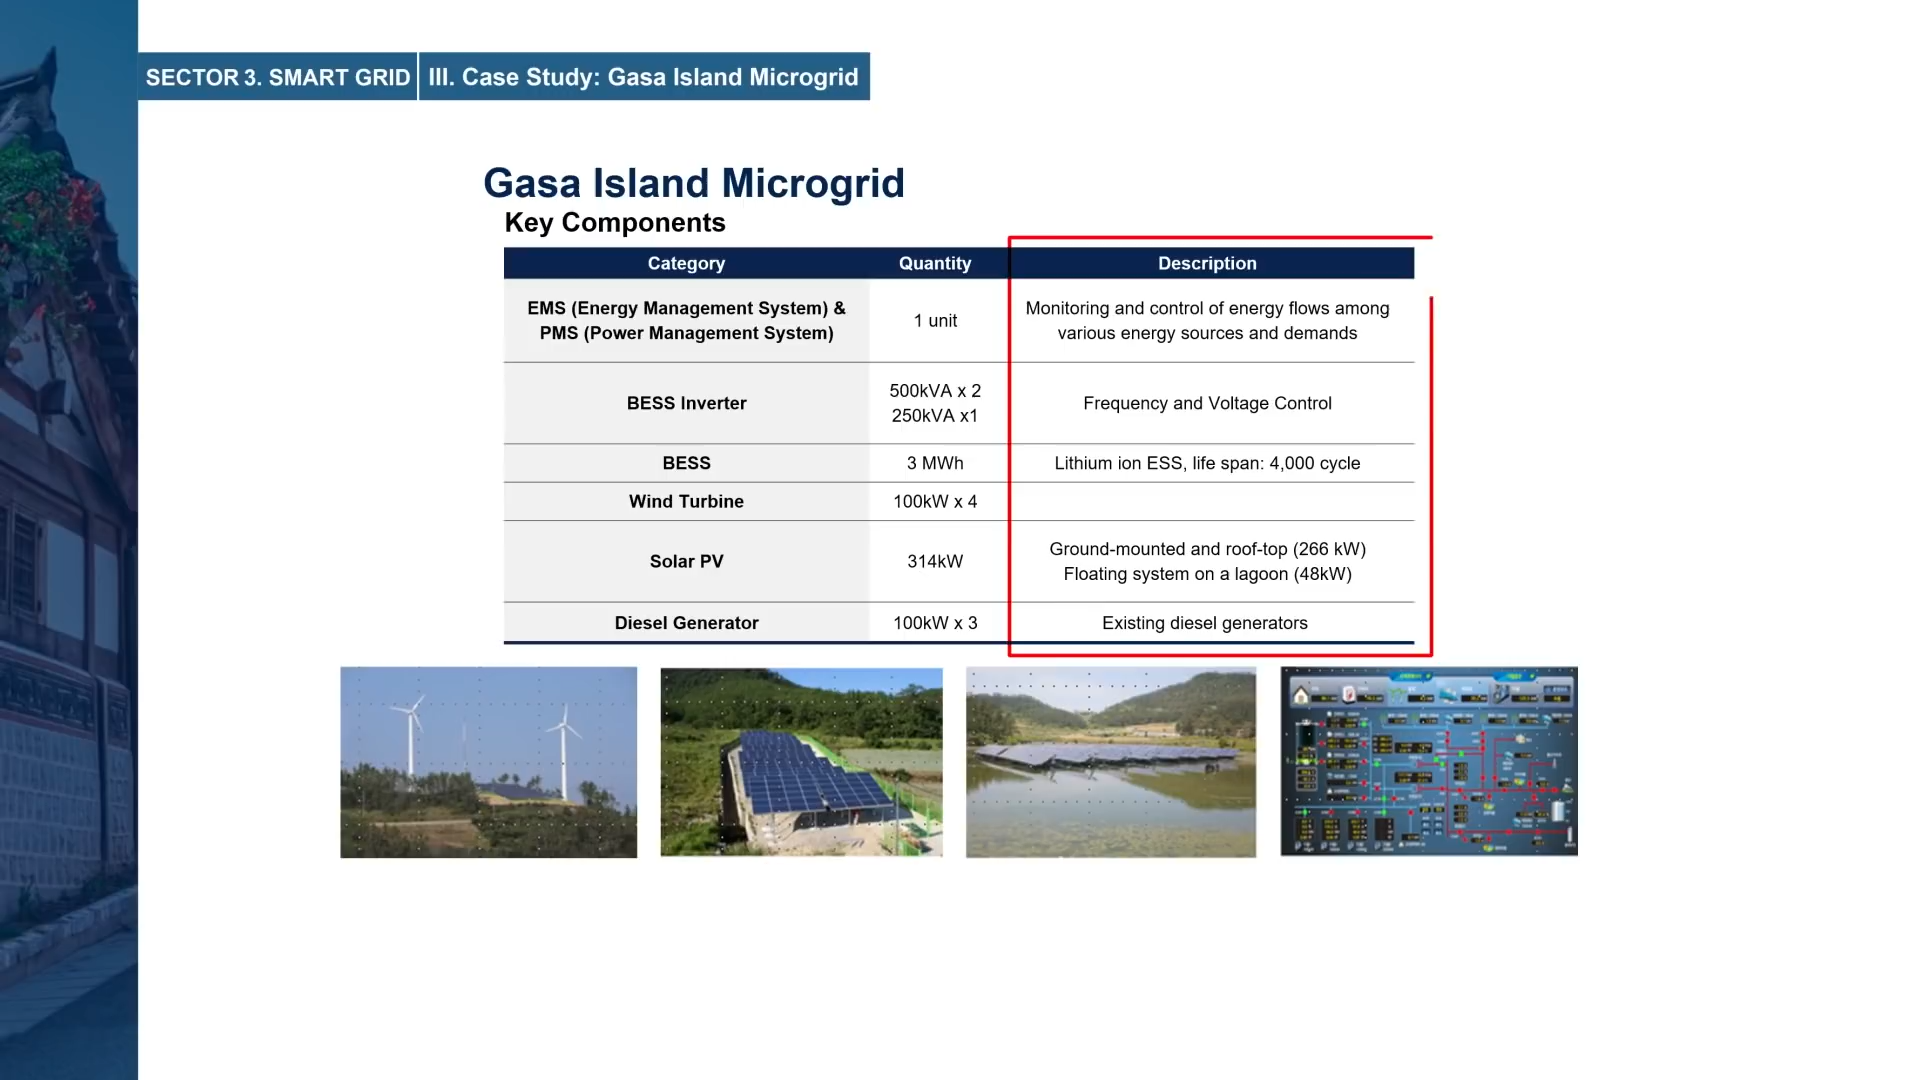 SECTOR 3. SMART GRID
III. Case Study: Gasa Island Microgrid
Gasa Island Microgrid
Key Components
Category Quantity Description
EMS (Energy Management System) &
PMS (Power Management System)
1 unit
Monitoring and control of energy flows among
various energy sources and demands
BESS Inverter
500kVA x 2
250kVA x1
Frequency and Voltage Control
BESS 3 MWh Lithium ion ESS, life span: 4,000 cycle
Wind Turbine 100kW x 4
Solar PV
314kW
Ground-mounted and roof-top (266 kW)
Floating system on a lagoon (48kW)
Diesel Generator 100kW x 3 Existing diesel generators